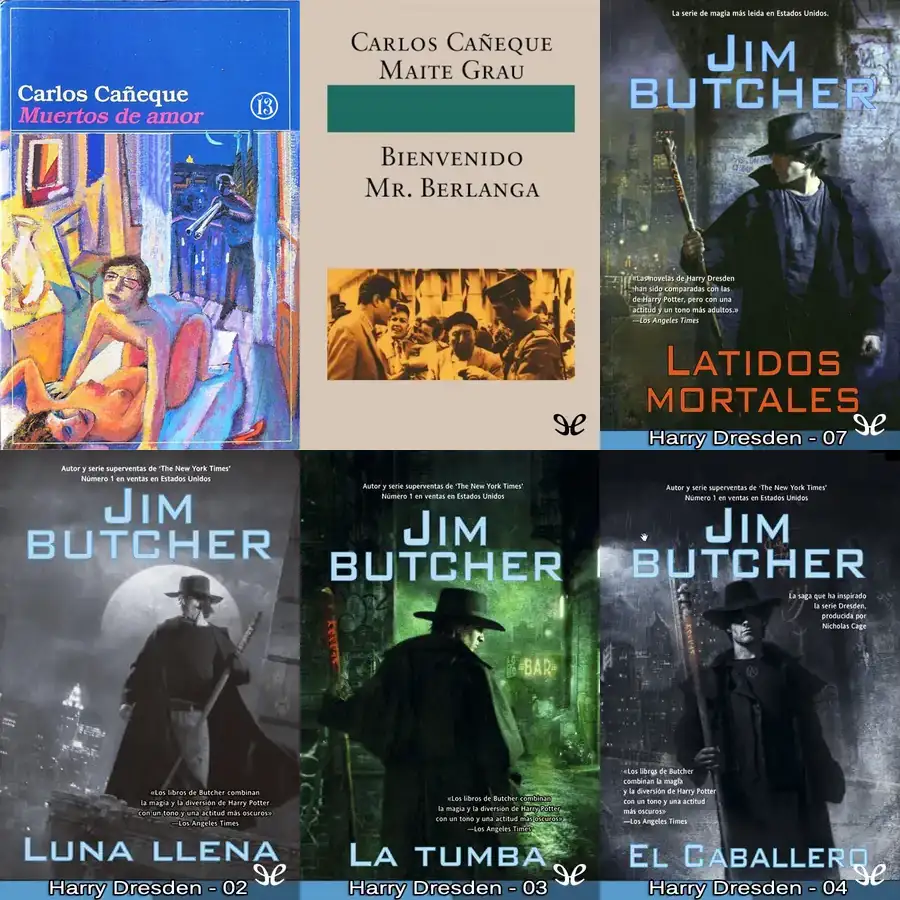 Carlos Cañeque
Muertos de amor
13
CARLOS CAÑEQUE
MAITE GRAU
BIENVENIDO
MR. BERLANGA
La serie de magia más leída en Estados Unidos.
JIM
BUTCHER
«Las novelas de Harry Dresden
han sido comparadas con las
de Harry Potter, pero con una
actitud y un tono más adultos.»
—Los Angeles Times
LATIDOS
MORTALES
Harry Dresden - 07
Autor y serie superventas de ‘The New York Times’
Número 1 en ventas en Estados Unidos
JIM
BUTCHER
«Los libros de Butcher combinan
la magia y la diversión de Harry Potter
con un tono y una actitud más oscuros»
—Los Angeles Times
LUNA LLENA
Harry Dresden - 02
Autor y serie superventas de ‘The New York Times’
Número 1 en ventas en Estados Unidos
JIM
BUTCHER
BAR
«Los libros de Butcher combinan
la magia y la diversión de Harry Potter
con un tono y una actitud más oscuros»
—Los Angeles Times
LA TUMBA
Harry Dresden - 03
Autor y serie superventas de ‘The New York Times’
Número 1 en ventas en Estados Unidos
JIM
BUTCHER
La saga que ha inspirado
la serie Dresden,
producida por
Nicholas Cage
«Los libros de Butcher
combinan la magia
y la diversión de Harry Potter
con un tono y una actitud
más oscuros»
—Los Angeles Times
EL CABALLERO
Harry Dresden - 04